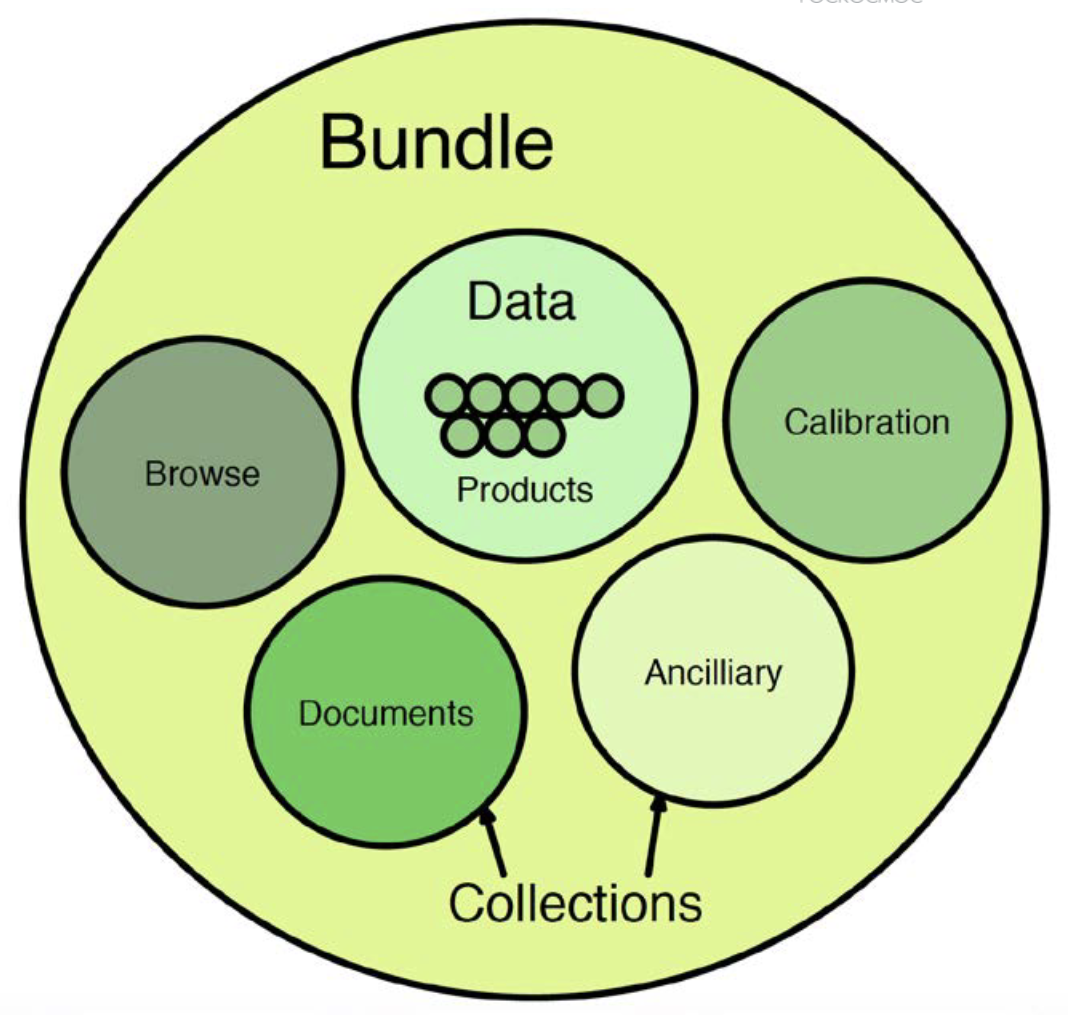 Bundle
Data
Products
Calibration
Browse
Ancilliary
Documents
Collections